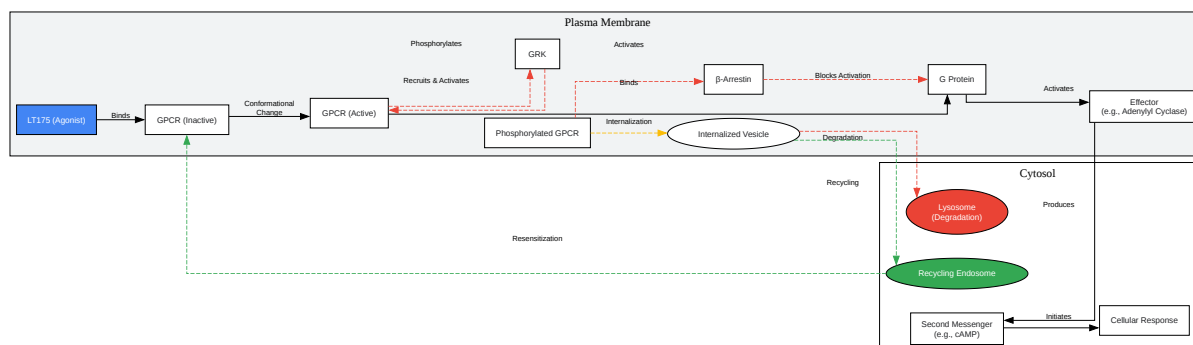 Plasma Membrane
Phosphorylates
GRK
Activates
Recruits & Activates
Binds
β-Arrestin
Blocks Activation
G Protein
Activates
LT175 (Agonist)
Binds
GPCR (Inactive)
Conformational
Change
GPCR (Active)
Effector
(e.g., Adenylyl Cyclase)
Phosphorylated GPCR
Internalization
Internalized Vesicle
Degradation
Cytosol
Recycling
Lysosome
(Degradation)
Produces
Resensitization
Recycling Endosome
Second Messenger
(e.g., cAMP)
Initiates
Cellular Response